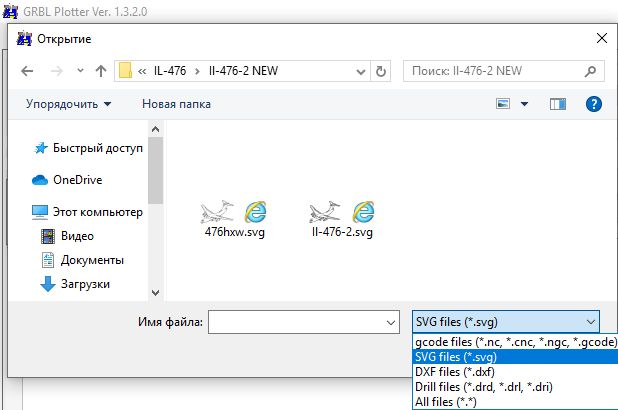 GRBL Plotter Ver. 1.3.2.0
Открытие
« IL-476 › II-476-2 NEW
Поиск: II-476-2 NEW
Упорядочить
Новая папка
Быстрый доступ
OneDrive
Этот компьютер
Видео
Документы
Загрузки
476hxw.svg
II-476-2.svg
Имя файла:
SVG files (*.svg)
gcode files (*.nc, *.cnc, *.ngc, *.gcode)
SVG files (*.svg)
DXF files (*.dxf)
Drill files (*.drd, *.drl, *.dri)
All files (*.*)